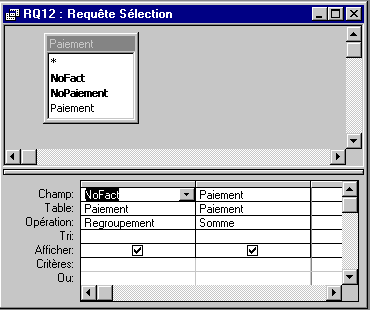 RQ12 : Requête Sélection
Paiement
*
NoFact
NoPaiement
Paiement
Champ: NoFact Paiement
Table: Paiement Paiement
Opération: Regroupement Somme
Tri:
Afficher:
Critères:
Ou: